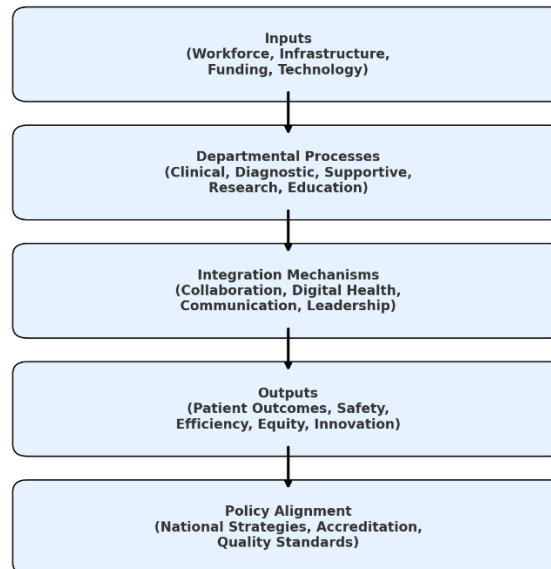 Inputs
(Workforce, Infrastructure,
Funding, Technology)
Departmental Processes
(Clinical, Diagnostic, Supportive,
Research, Education)
Integration Mechanisms
(Collaboration, Digital Health,
Communication, Leadership)
Outputs
(Patient Outcomes, Safety,
Efficiency, Equity, Innovation)
Policy Alignment
(National Strategies, Accreditation,
Quality Standards)